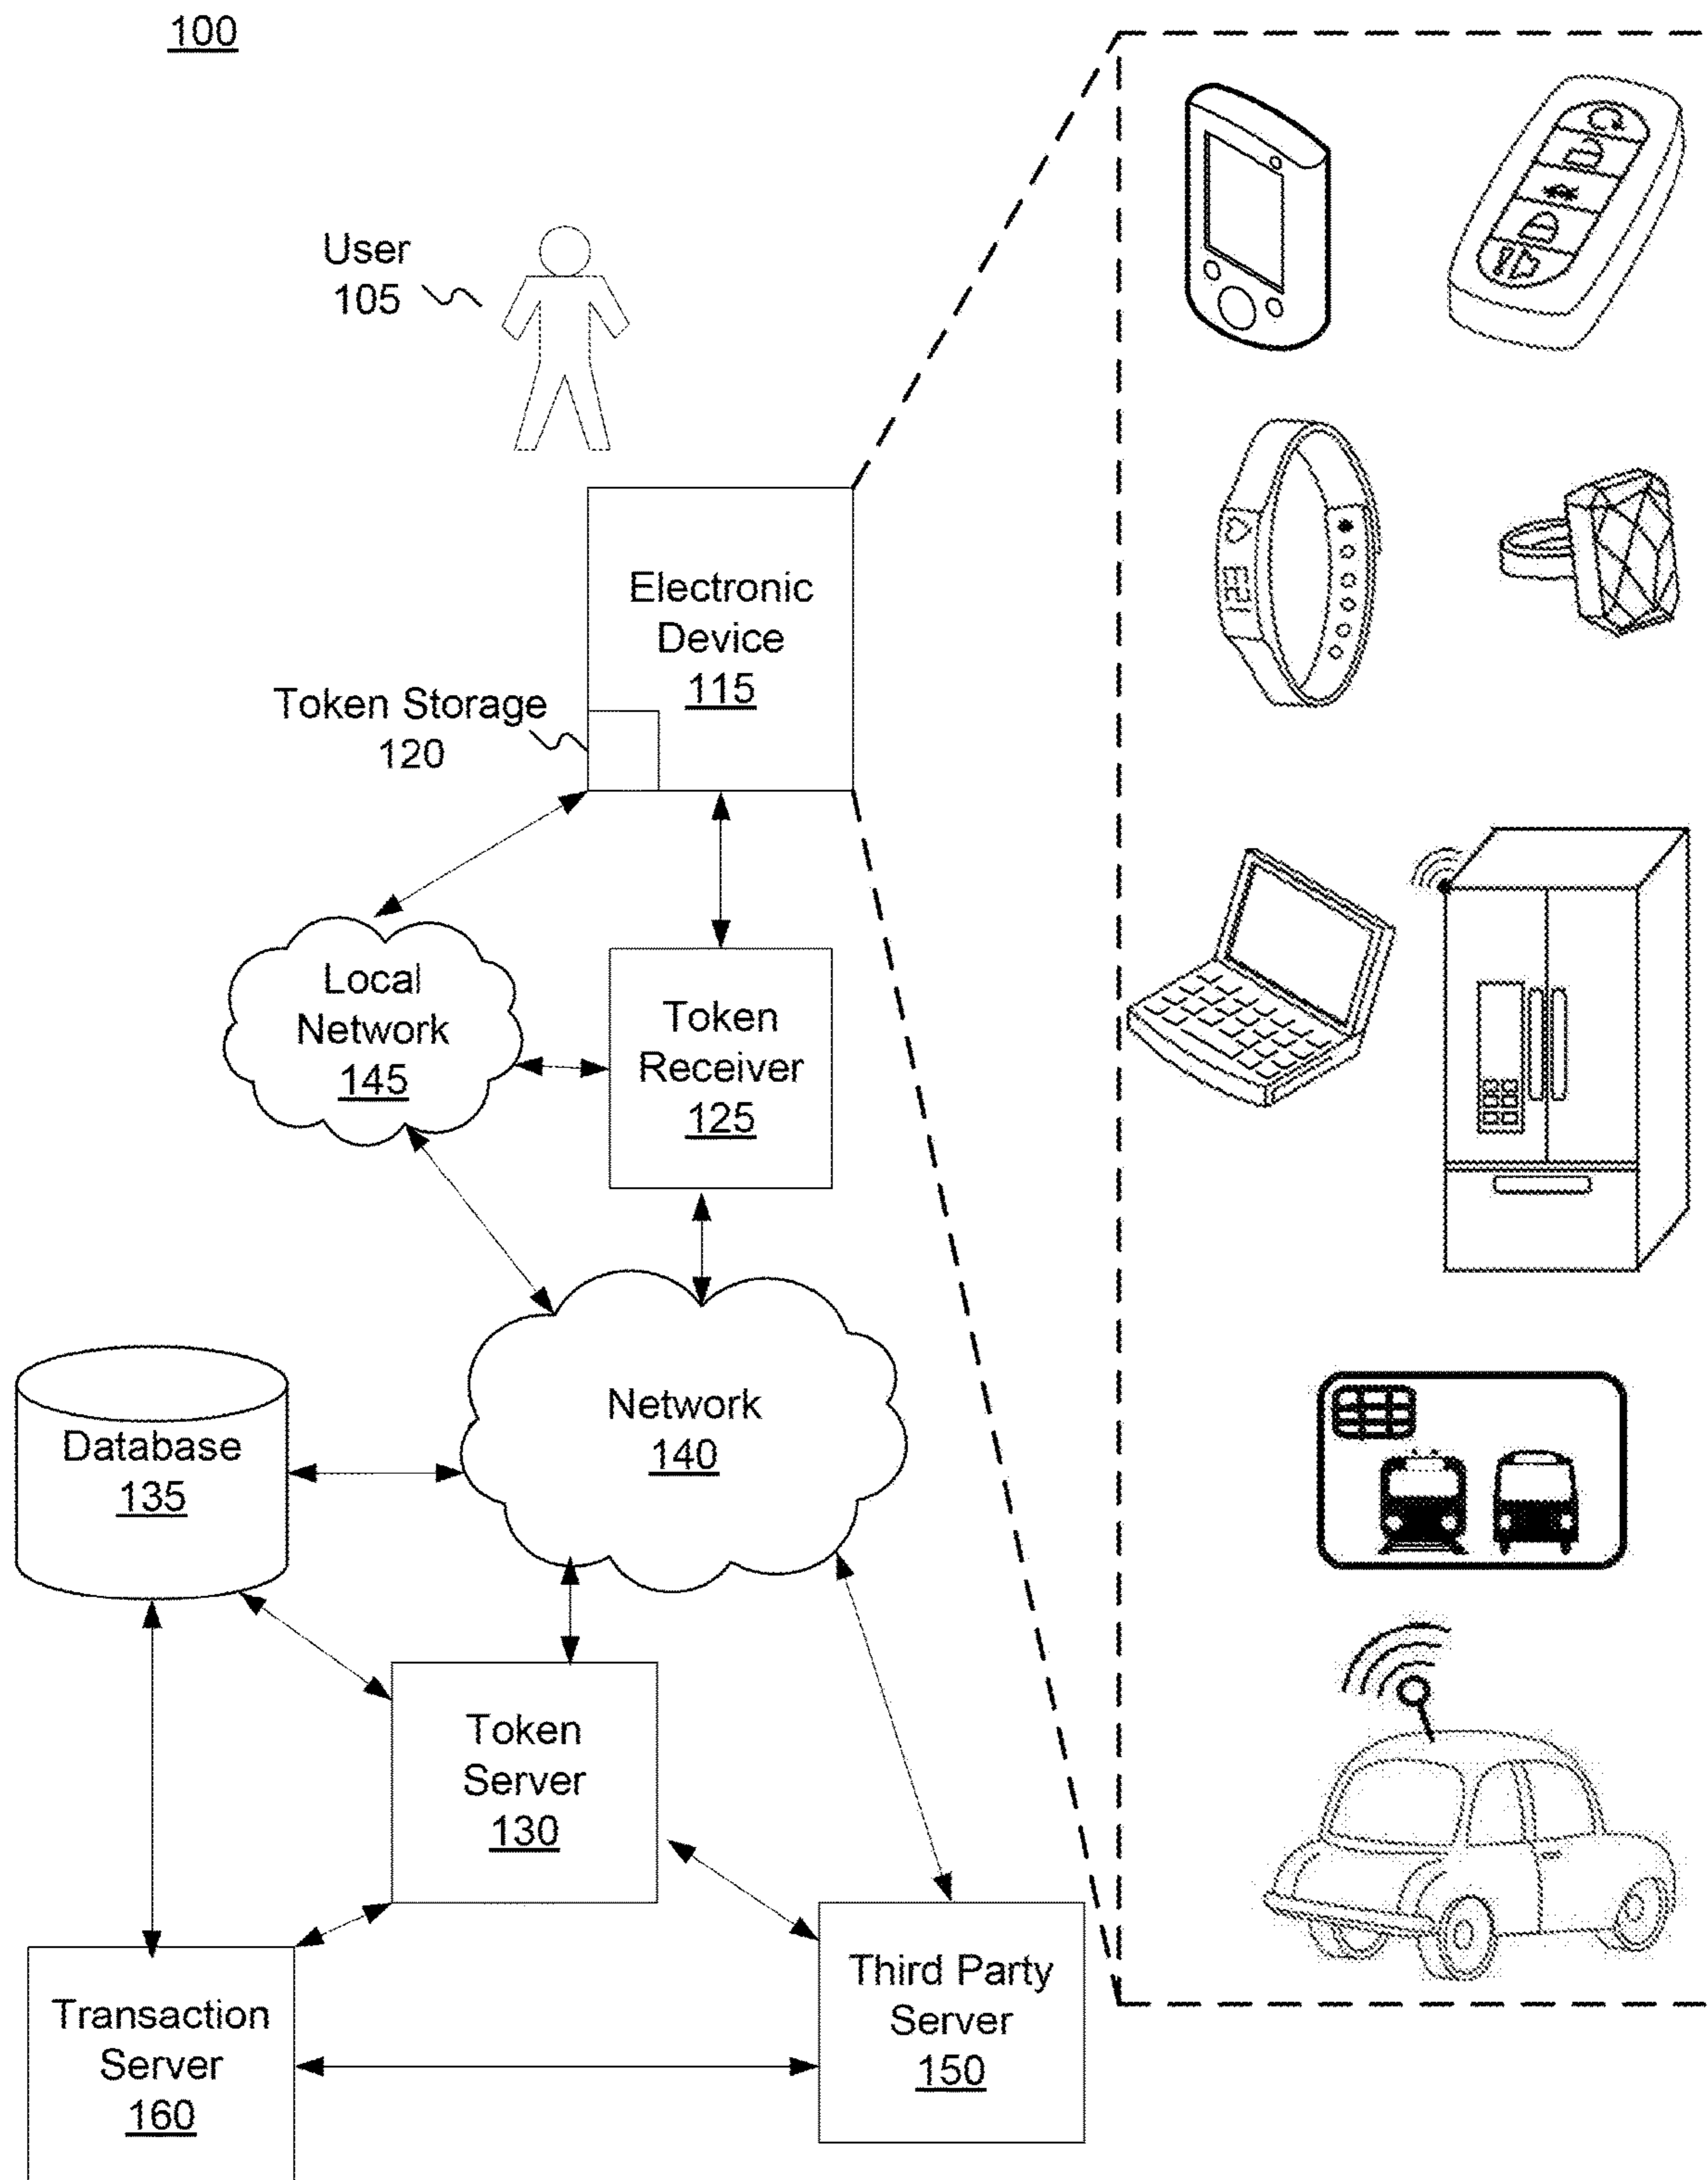 100
User
105
Electronic
Device
115
Token Storage
120
Local
Network
145
Token
Receiver
125
Network
140
Database
135
Token
Server
130
Third Party
Server
150
Transaction
Server
160